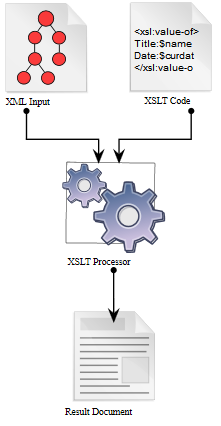 <xsl:value-of>
Title:$name
Date:$curdat
</xsl:value-o
XML Input
XSLT Code
XSLT Processor
Result Document